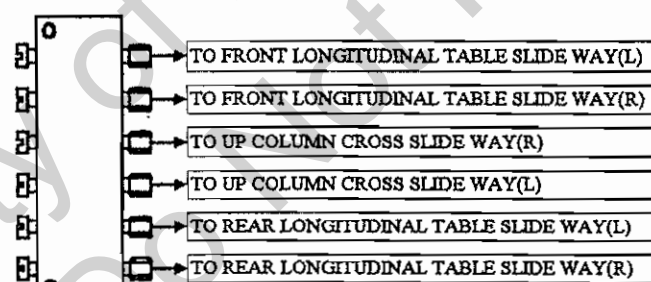 TO FRONT LONGITUDINAL TABLE SLIDE WAY(L)
TO FRONT LONGITUDINAL TABLE SLIDE WAY(R)
TO UP COLUMN CROSS SLIDE WAY(R)
TO UP COLUMN CROSS SLIDE WAY(L)
TO REAR LONGITUDINAL TABLE SLIDE WAY(L)
TO REAR LONGITUDINAL TABLE SLIDE WAY(R)